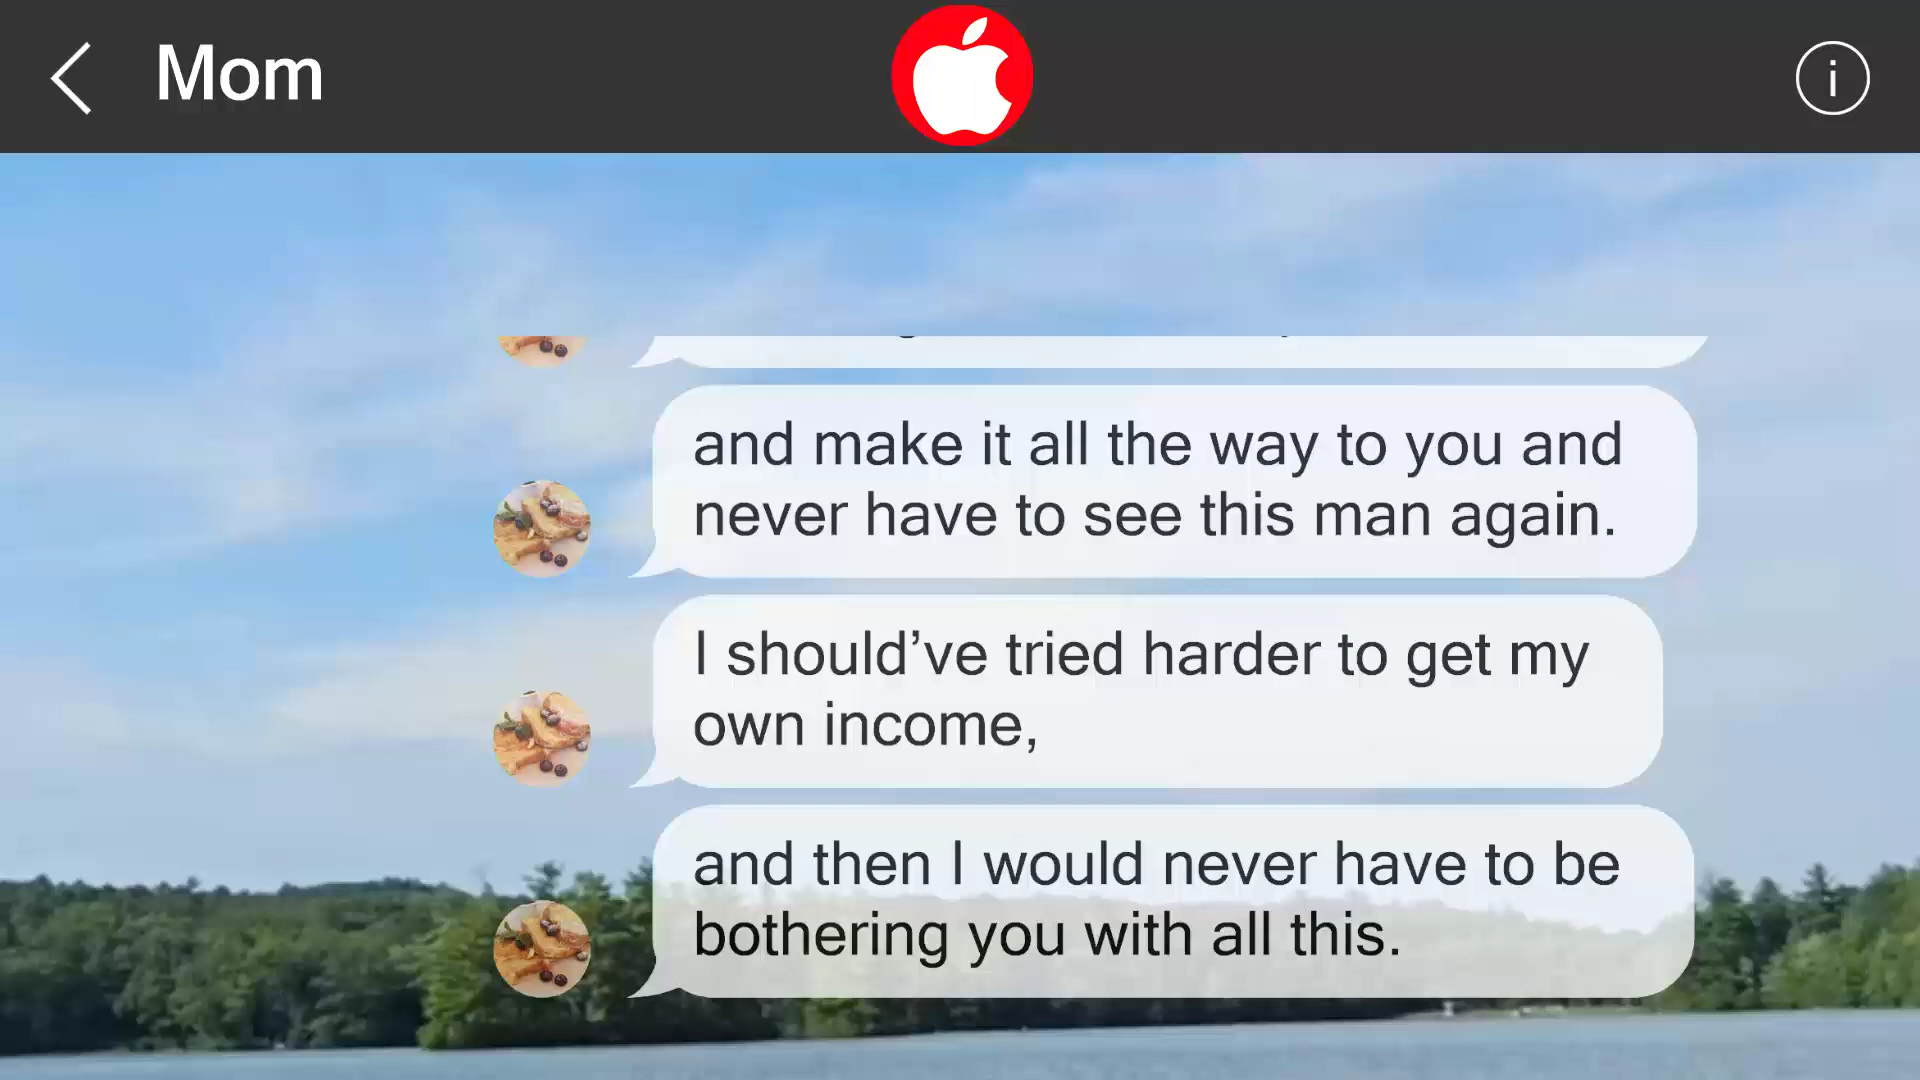 Mom
i
and make it all the way to you and
never have to see this man again.
I should’ve tried harder to get my
own income,
and then I would never have to be
bothering you with all this.